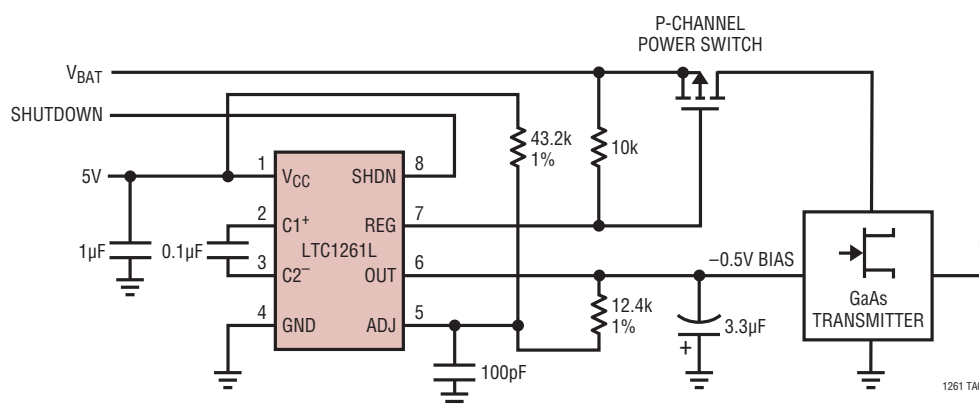 P-CHANNEL
POWER SWITCH
VBAT
SHUTDOWN
43.2k
1%
10k
5V
1 VCC SHDN 8
2 C1+ REG 7
LTC1261L
1µF 0.1µF
3 C2– OUT 6
–0.5V BIAS
12.4k
1%
4 GND ADJ 5
3.3µF
+
100pF
GaAs
TRANSMITTER